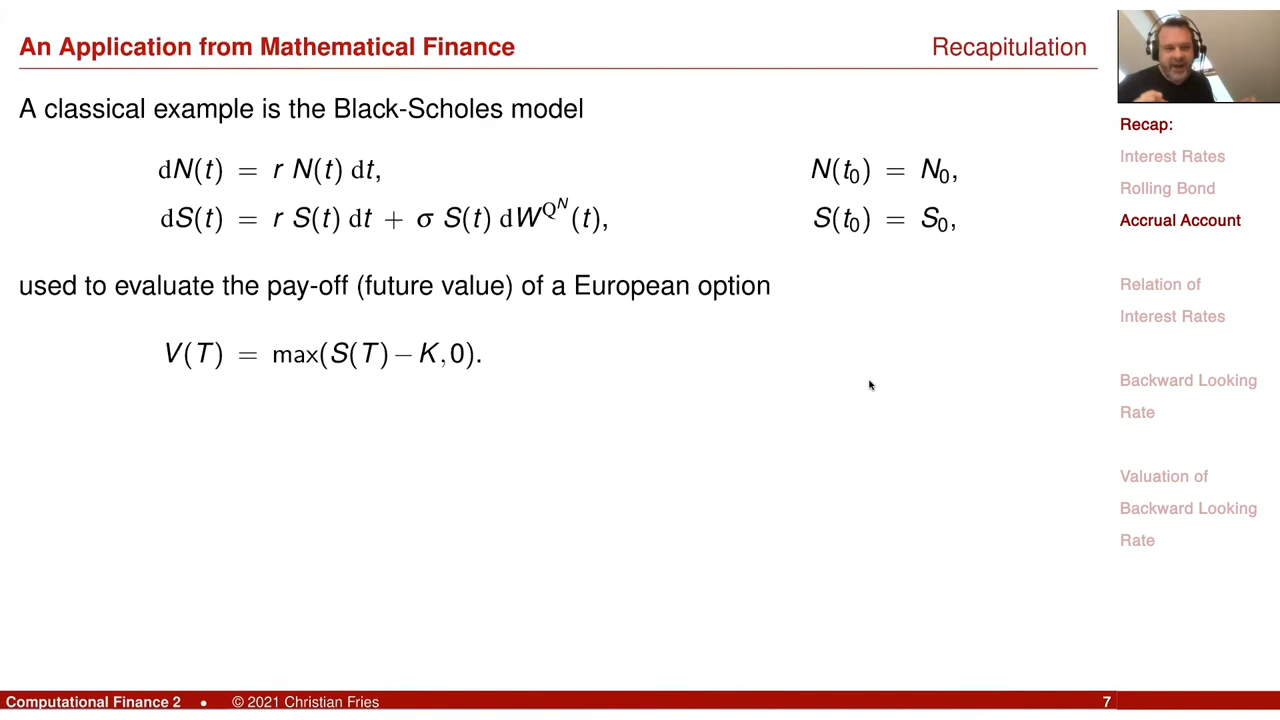 An Application from Mathematical Finance
Recapitulation
A classical example is the Black-Scholes model
dN(t) = r N(t) dt, N(t₀) = N₀,
dS(t) = r S(t) dt + σ S(t) dW^{Q^N}(t), S(t₀) = S₀,
used to evaluate the pay-off (future value) of a European option
V(T) = max(S(T) − K, 0).
Recap:
Interest Rates
Rolling Bond
Accrual Account
Relation of
Interest Rates
Backward Looking
Rate
Valuation of
Backward Looking
Rate
Computational Finance 2 • © 2021 Christian Fries 7